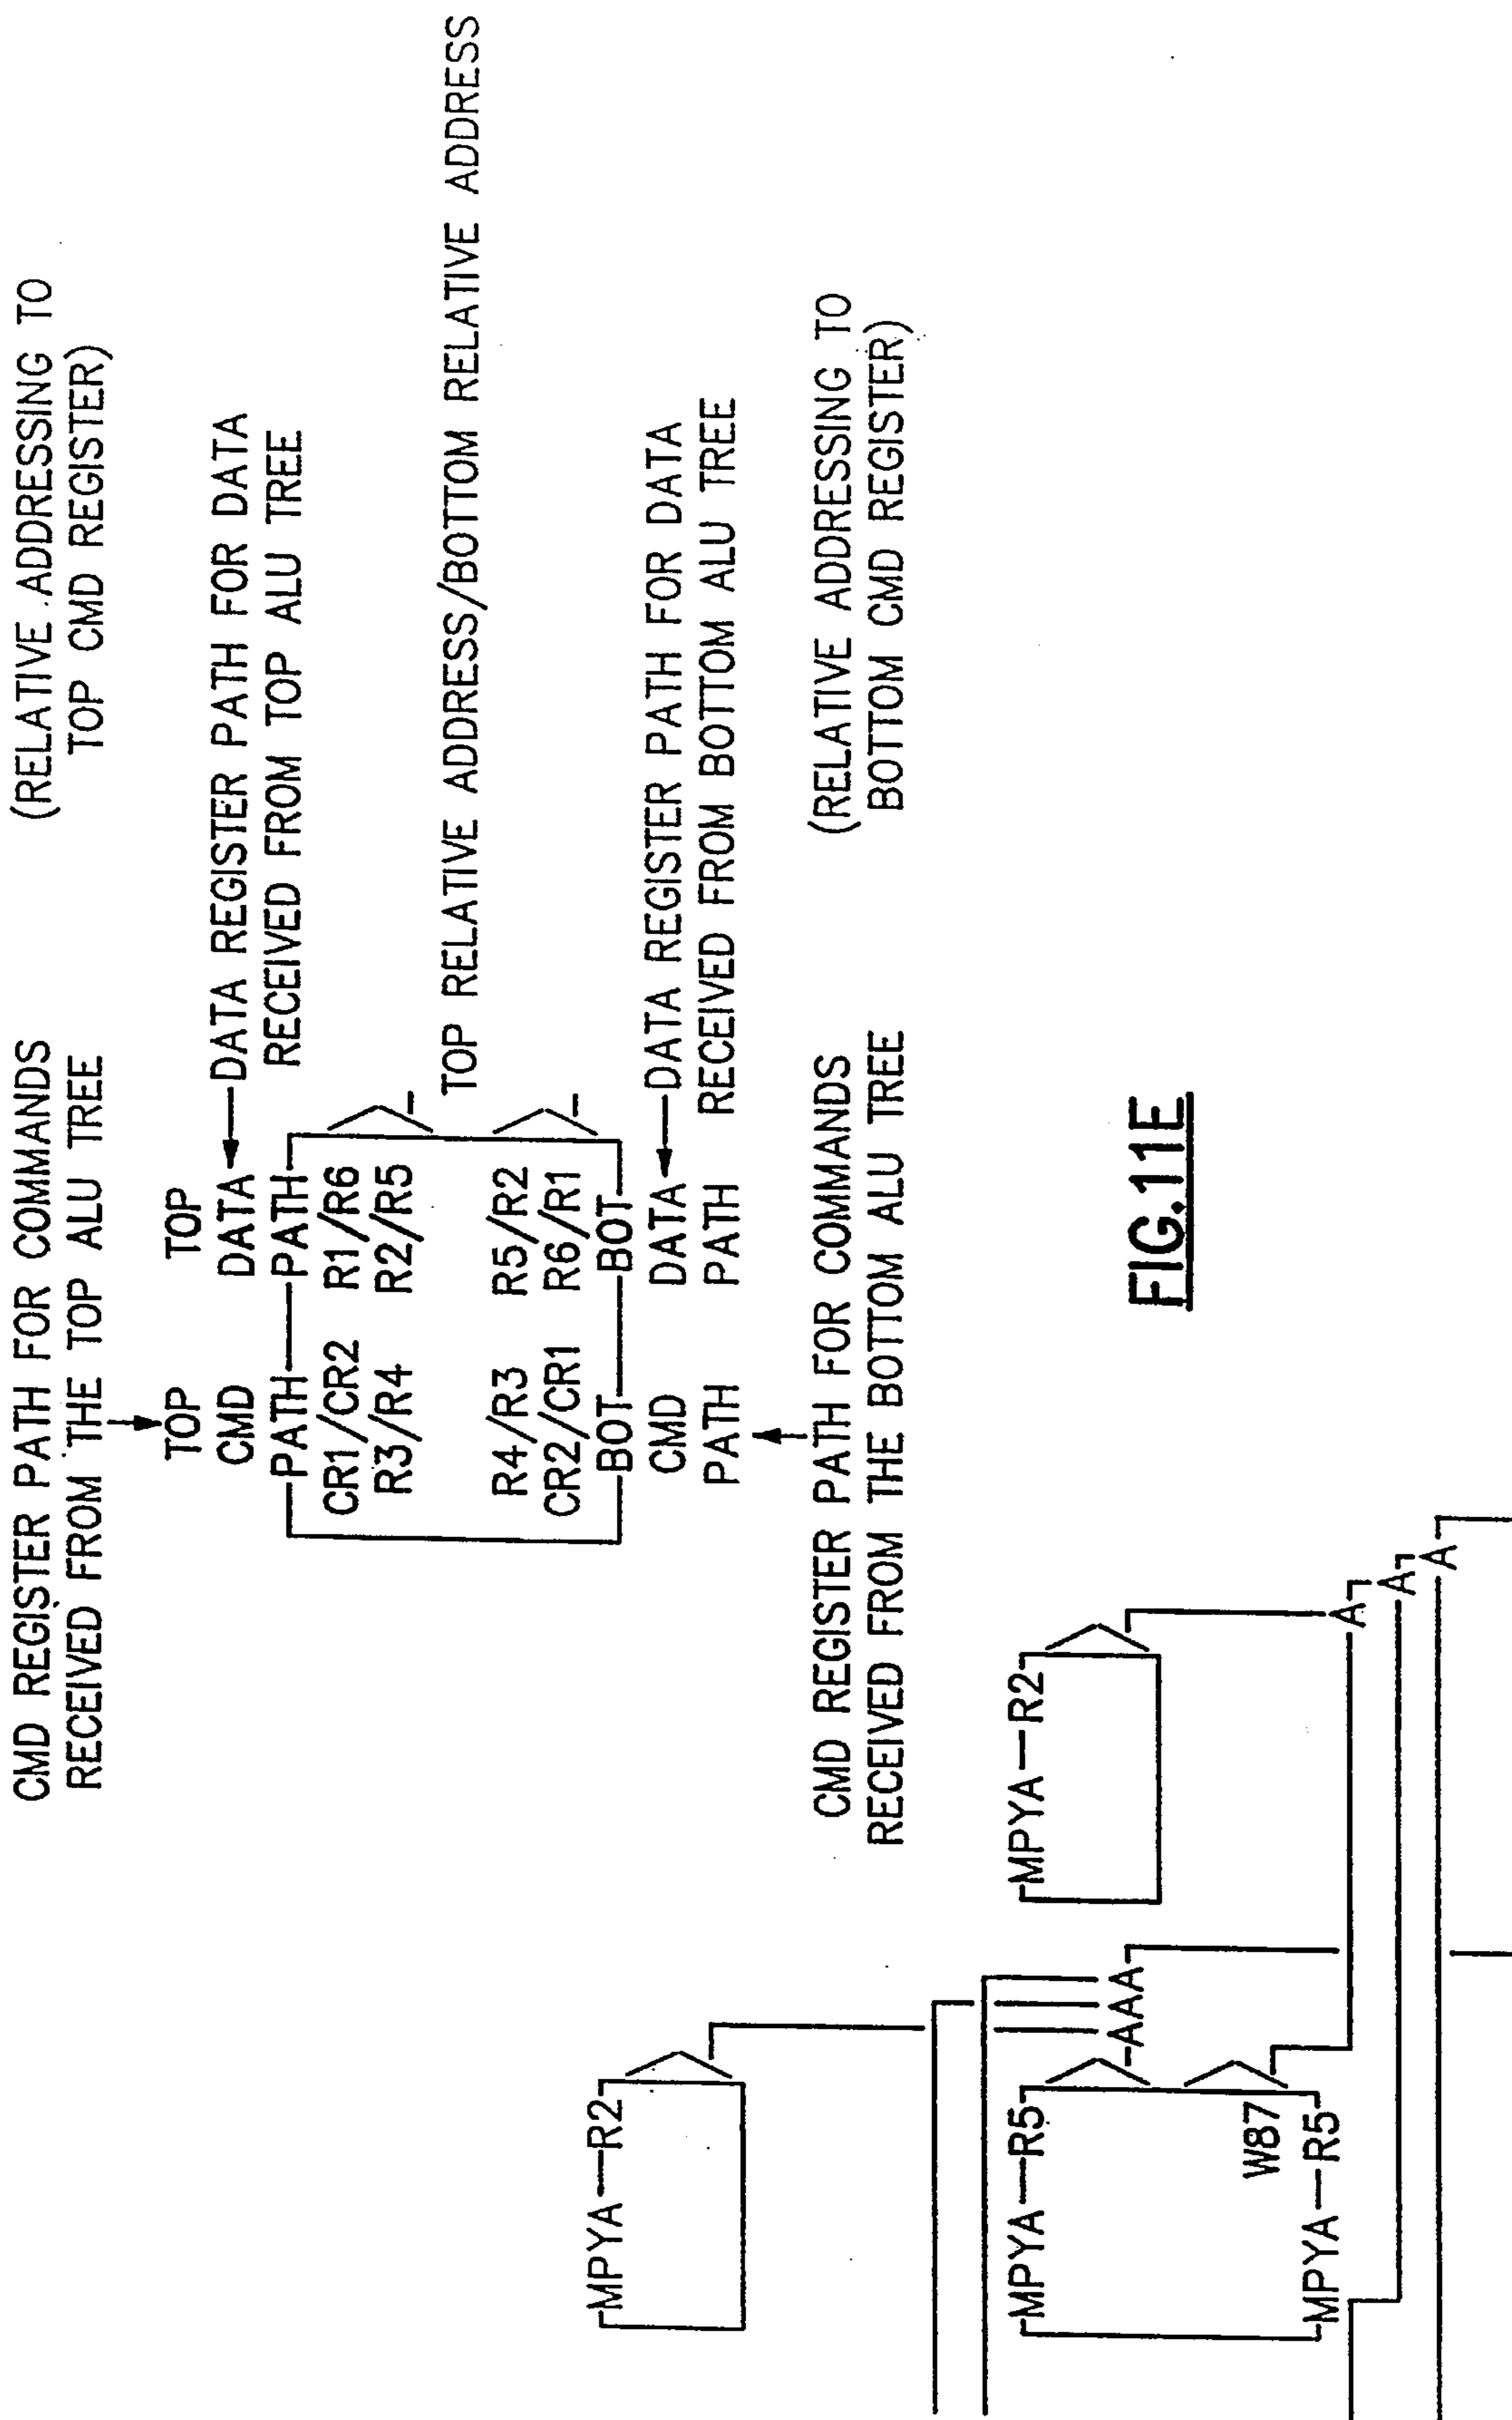 CMD REGISTER PATH FOR COMMANDS
RECEIVED FROM THE TOP ALU TREE
(RELATIVE ADDRESSING TO
TOP CMD REGISTER)
TOP TOP
CMD DATA
DATA REGISTER PATH FOR DATA
RECEIVED FROM TOP ALU TREE
PATH PATH
CR1/CR2 R1/R6
R3/R4 R2/R5
TOP RELATIVE ADDRESS/BOTTOM RELATIVE ADDRESS
R4/R3 R5/R2
CR2/CR1 R6/R1
BOT BOT
CMD DATA
PATH PATH
DATA REGISTER PATH FOR DATA
RECEIVED FROM BOTTOM ALU TREE
CMD REGISTER PATH FOR COMMANDS
RECEIVED FROM THE BOTTOM ALU TREE
(RELATIVE ADDRESSING TO
BOTTOM CMD REGISTER)
MPYA R2
MPYA R5
AAA
MPYA R2
W87
MPYA R5
A
A
A
FIG.11E